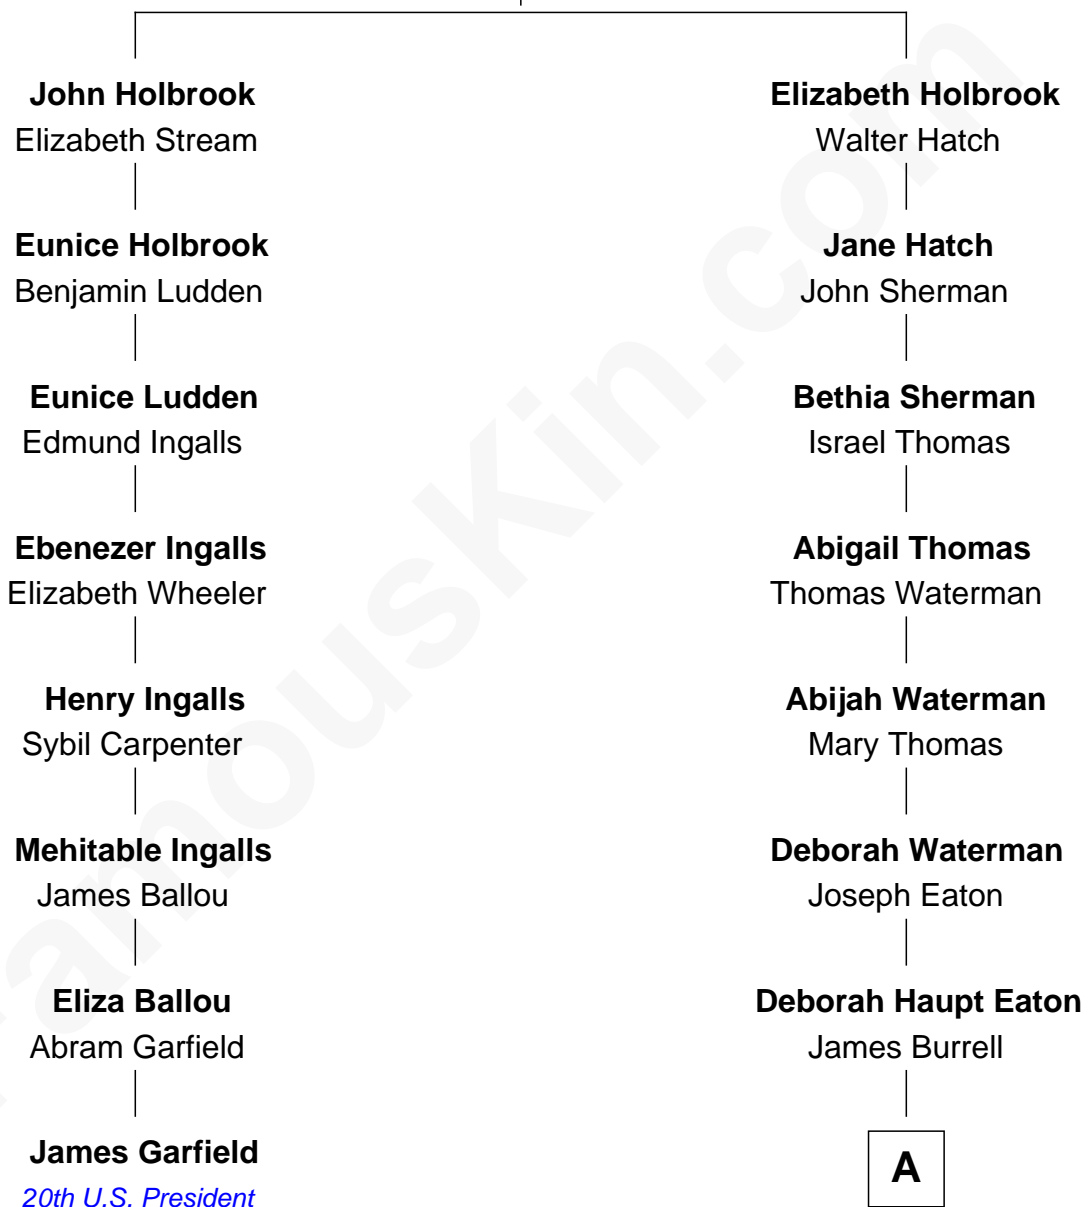 John Holbrook
Elizabeth Stream
Eunice Holbrook
Benjamin Ludden
Eunice Ludden
Edmund Ingalls
Ebenezer Ingalls
Elizabeth Wheeler
Henry Ingalls
Sybil Carpenter
Mehitable Ingalls
James Ballou
Eliza Ballou
Abram Garfield
James Garfield
20th U.S. President
Elizabeth Holbrook
Walter Hatch
Jane Hatch
John Sherman
Bethia Sherman
Israel Thomas
Abigail Thomas
Thomas Waterman
Abijah Waterman
Mary Thomas
Deborah Waterman
Joseph Eaton
Deborah Haupt Eaton
James Burrell
A
FamousKin.com